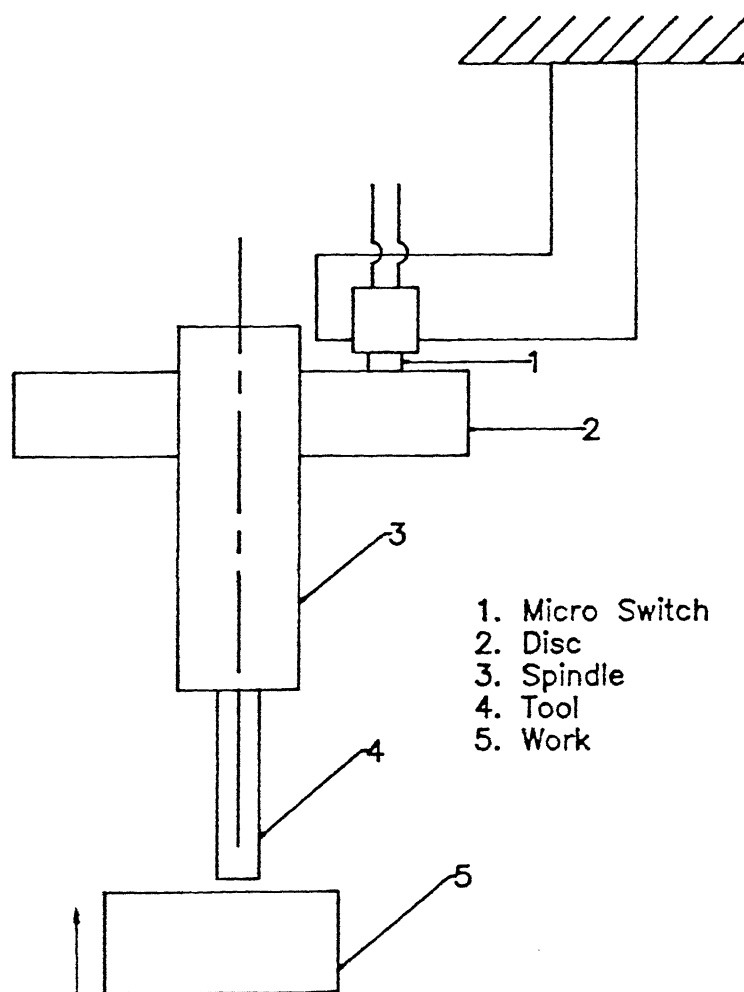 1
2
3
1. Micro Switch
2. Disc
3. Spindle
4. Tool
5. Work
4
5